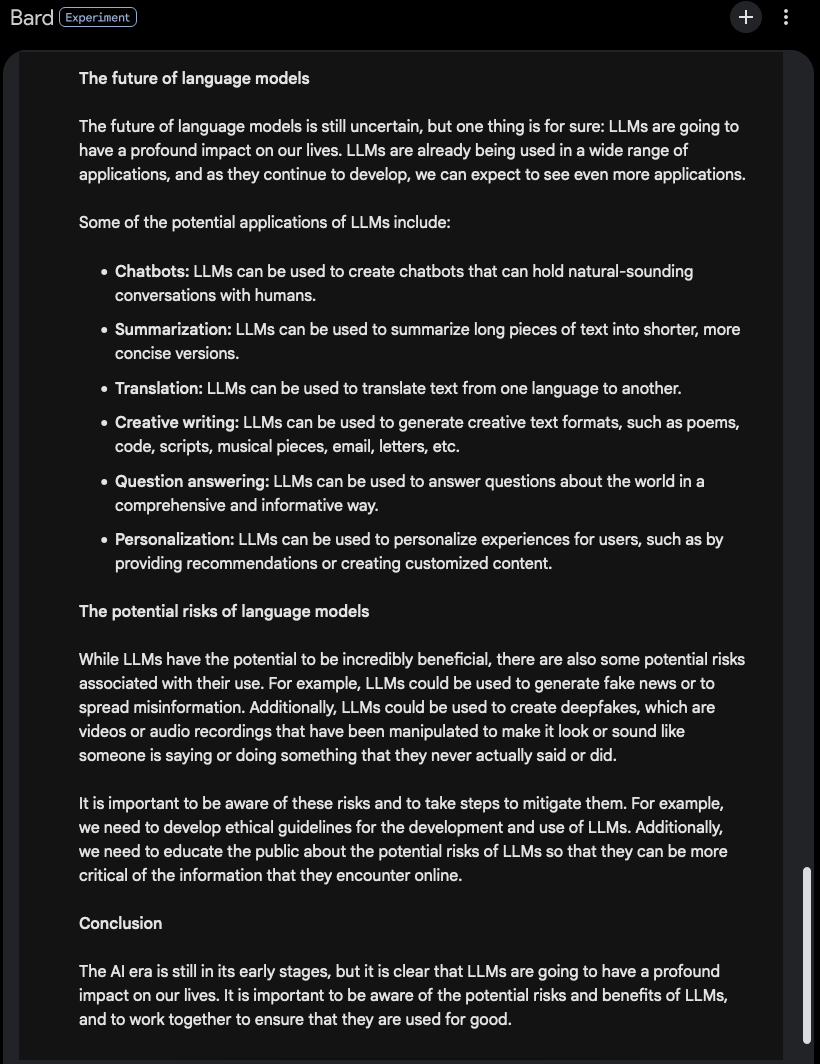 Bard Experiment
The future of language models
The future of language models is still uncertain, but one thing is for sure: LLMs are going to
have a profound impact on our lives. LLMs are already being used in a wide range of
applications, and as they continue to develop, we can expect to see even more applications.
Some of the potential applications of LLMs include:
• Chatbots: LLMs can be used to create chatbots that can hold natural-sounding
conversations with humans.
• Summarization: LLMs can be used to summarize long pieces of text into shorter, more
concise versions.
• Translation: LLMs can be used to translate text from one language to another.
• Creative writing: LLMs can be used to generate creative text formats, such as poems,
code, scripts, musical pieces, email, letters, etc.
• Question answering: LLMs can be used to answer questions about the world in a
comprehensive and informative way.
• Personalization: LLMs can be used to personalize experiences for users, such as by
providing recommendations or creating customized content.
The potential risks of language models
While LLMs have the potential to be incredibly beneficial, there are also some potential risks
associated with their use. For example, LLMs could be used to generate fake news or to
spread misinformation. Additionally, LLMs could be used to create deepfakes, which are
videos or audio recordings that have been manipulated to make it look or sound like
someone is saying or doing something that they never actually said or did.
It is important to be aware of these risks and to take steps to mitigate them. For example,
we need to develop ethical guidelines for the development and use of LLMs. Additionally,
we need to educate the public about the potential risks of LLMs so that they can be more
critical of the information that they encounter online.
Conclusion
The AI era is still in its early stages, but it is clear that LLMs are going to have a profound
impact on our lives. It is important to be aware of the potential risks and benefits of LLMs,
and to work together to ensure that they are used for good.